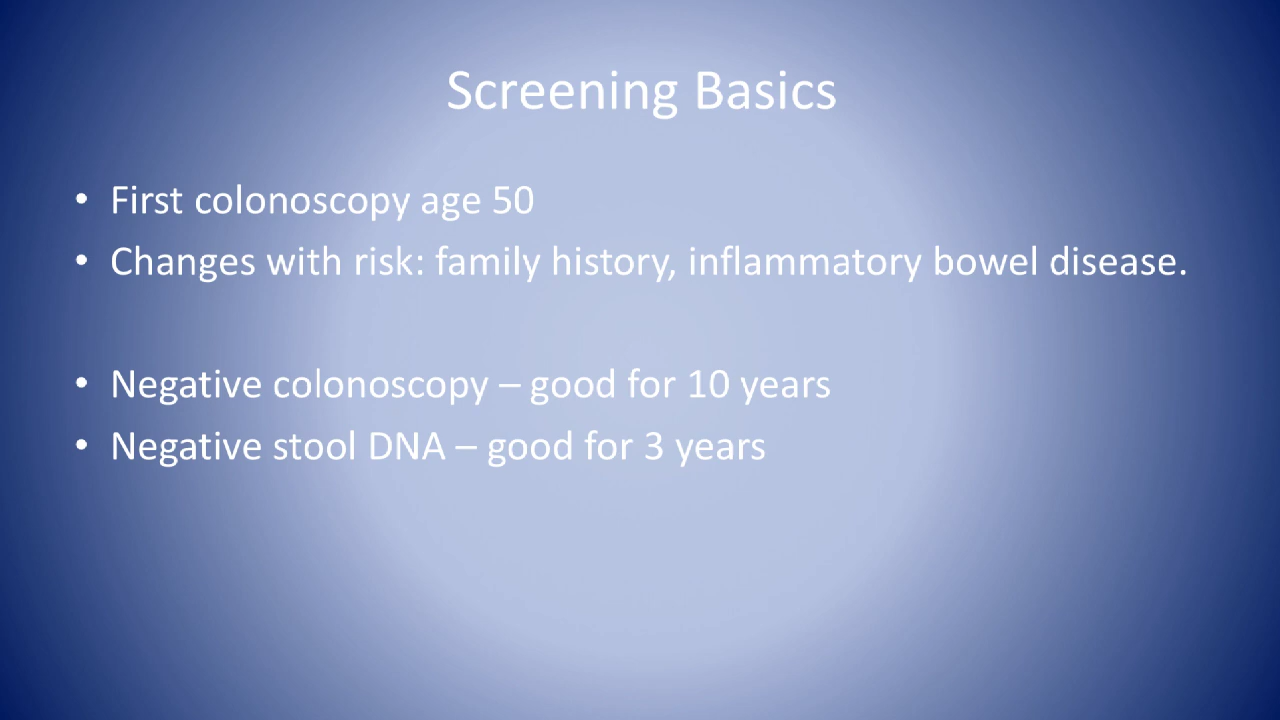 Screening Basics
• First colonoscopy age 50
• Changes with risk: family history, inflammatory bowel disease.
• Negative colonoscopy – good for 10 years
• Negative stool DNA – good for 3 years